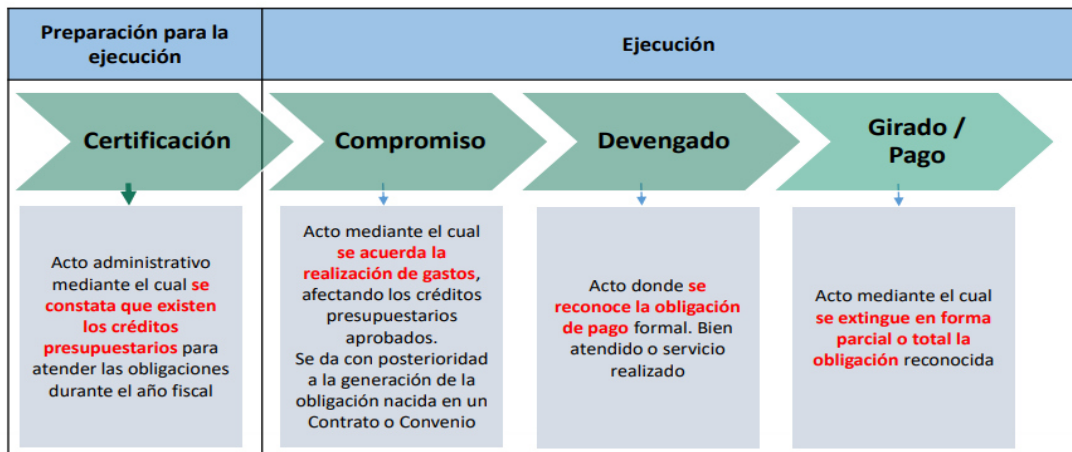 Preparación para la
ejecución
Ejecución
Certificación
Compromiso
Devengado
Girado /
Pago
Acto administrativo
mediante el cual se
constata que existen
los créditos
presupuestarios para
atender las obligaciones
durante el año fiscal
Acto mediante el cual
se acuerda la
realización de gastos,
afectando los créditos
presupuestarios
aprobados.
Se da con posterioridad
a la generación de la
obligación nacida en un
Contrato o Convenio
Acto donde se
reconoce la obligación
de pago formal. Bien
atendido o servicio
realizado
Acto mediante el cual
se extingue en forma
parcial o total la
obligación reconocida